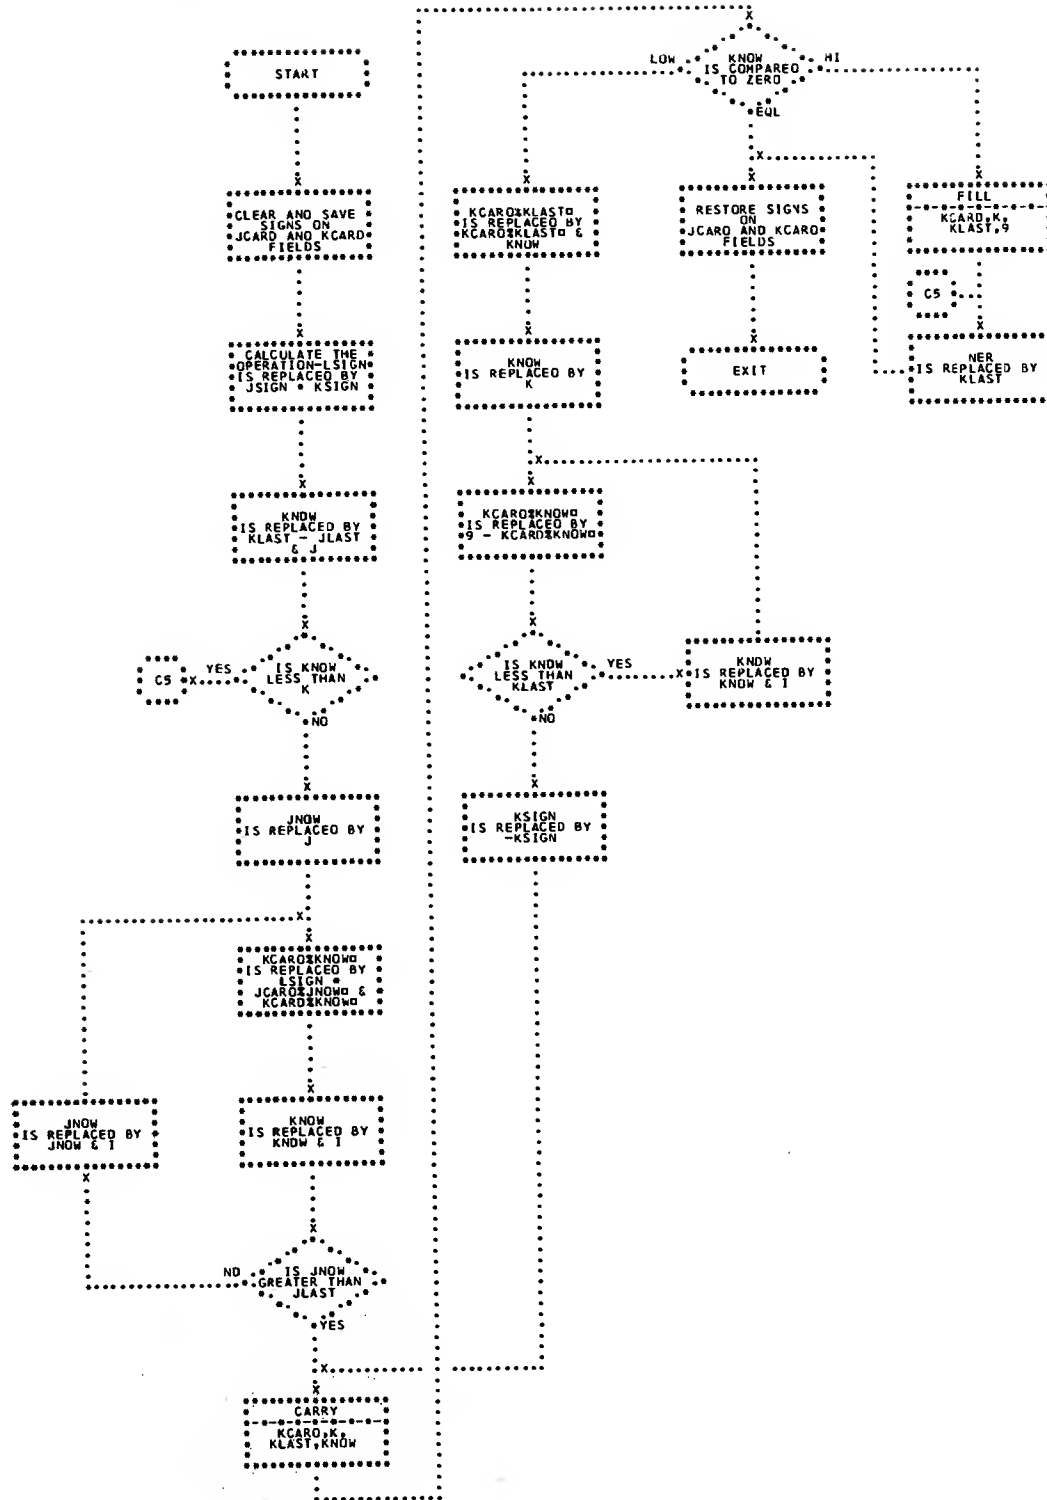 START
CLEAR AND SAVE
SIGNS ON
JCARD AND KCARD
FIELDS
CALCULATE THE
OPERATION-LSIGN
IS REPLACED BY
JSIGN * KSIGN
KNOW
IS REPLACED BY
KLAST - JLAST
& J
IS KNOW
LESS THAN
K
YES
C5
NO
JNOW
IS REPLACED BY
J
KCARD%KNOW¤
IS REPLACED BY
LSIGN *
JCARD%JNOW¤ &
KCARD%KNOW¤
JNOW
IS REPLACED BY
JNOW & 1
KNOW
IS REPLACED BY
KNOW & 1
IS JNOW
GREATER THAN
JLAST
NO
YES
CARRY
KCARD,K,
KLAST,KNOW
KNOW
IS COMPARED
TO ZERO
LOW
HI
EQL
KCARD%KLAST¤
IS REPLACED BY
KCARD%KLAST¤ &
KNOW
RESTORE SIGNS
ON
JCARD AND KCARD
FIELDS
FILL
KCARD,K,
KLAST,9
C5
KNOW
IS REPLACED BY
K
EXIT
NER
IS REPLACED BY
KLAST
KCARD%KNOW¤
IS REPLACED BY
9 - KCARD%KNOW¤
IS KNOW
LESS THAN
KLAST
YES
NO
KNOW
IS REPLACED BY
KNOW & 1
KSIGN
IS REPLACED BY
-KSIGN